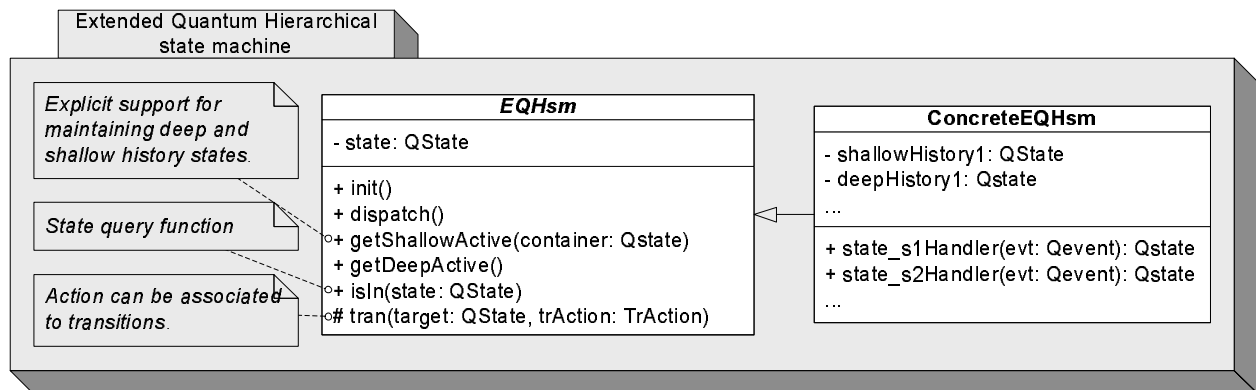 Extended Quantum Hierarchical
state machine
Explicit support for
maintaining deep and
shallow history states.
State query function
Action can be associated
to transitions.
EQHsm
- state: QState
+ init()
+ dispatch()
+ getShallowActive(container: Qstate)
+ getDeepActive()
+ isIn(state: QState)
# tran(target: QState, trAction: TrAction)
ConcreteEQHsm
- shallowHistory1: QState
- deepHistory1: Qstate
...
+ state_s1Handler(evt: Qevent): Qstate
+ state_s2Handler(evt: Qevent): Qstate
...